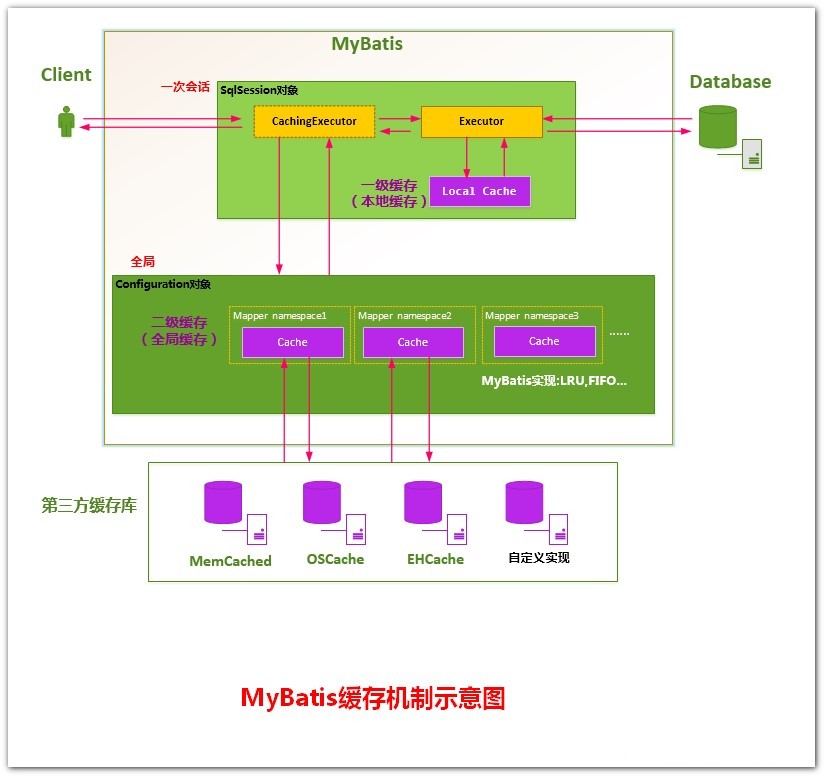 MyBatis
Client
Database
一次会话
SqlSession对象
CachingExecutor
Executor
一级缓存
（本地缓存）
Local Cache
全局
Configuration对象
二级缓存
（全局缓存）
Mapper namespace1
Cache
Mapper namespace2
Cache
Mapper namespace3
Cache
......
MyBatis实现:LRU,FIFO...
第三方缓存库
MemCached
OSCache
EHCache
自定义实现
MyBatis缓存机制示意图